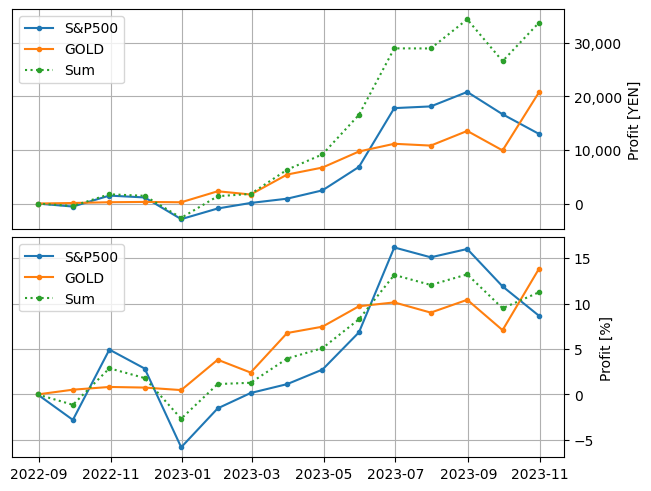 S&P500
GOLD
Sum
30,000
20,000
10,000
0
Profit [YEN]
S&P500
GOLD
Sum
15
10
5
0
−5
Profit [%]
2022-09 2022-11 2023-01 2023-03 2023-05 2023-07 2023-09 2023-11